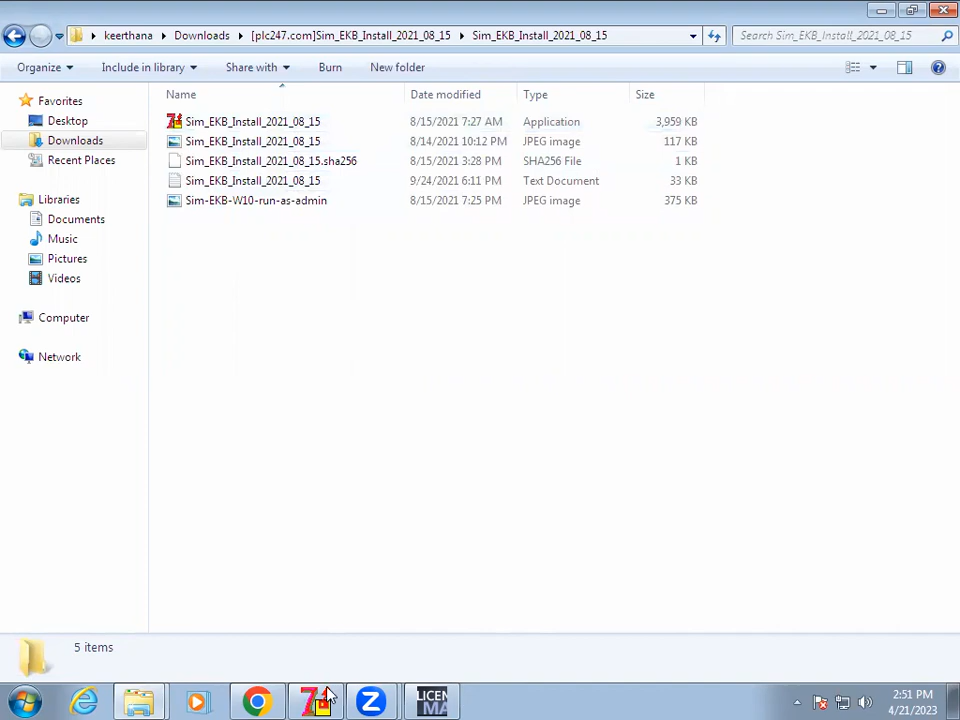 keerthana Downloads [plc247.com]Sim_EKB_Install_2021_08_15 Sim_EKB_Install_2021_08_15 Search Sim_EKB_Install_2021_08_15
Organize Include in library Share with Burn New folder
Name Date modified Type Size
Favorites
Desktop
Downloads
Recent Places
Libraries
Documents
Music
Pictures
Videos
Computer
Network
Sim_EKB_Install_2021_08_15 8/15/2021 7:27 AM Application 3,959 KB
Sim_EKB_Install_2021_08_15 8/14/2021 10:12 PM JPEG image 117 KB
Sim_EKB_Install_2021_08_15.sha256 8/15/2021 3:28 PM SHA256 File 1 KB
Sim_EKB_Install_2021_08_15 9/24/2021 6:11 PM Text Document 33 KB
Sim-EKB-W10-run-as-admin 8/15/2021 7:25 PM JPEG image 375 KB
5 items
LICEN
MA
2:51 PM
4/21/2023